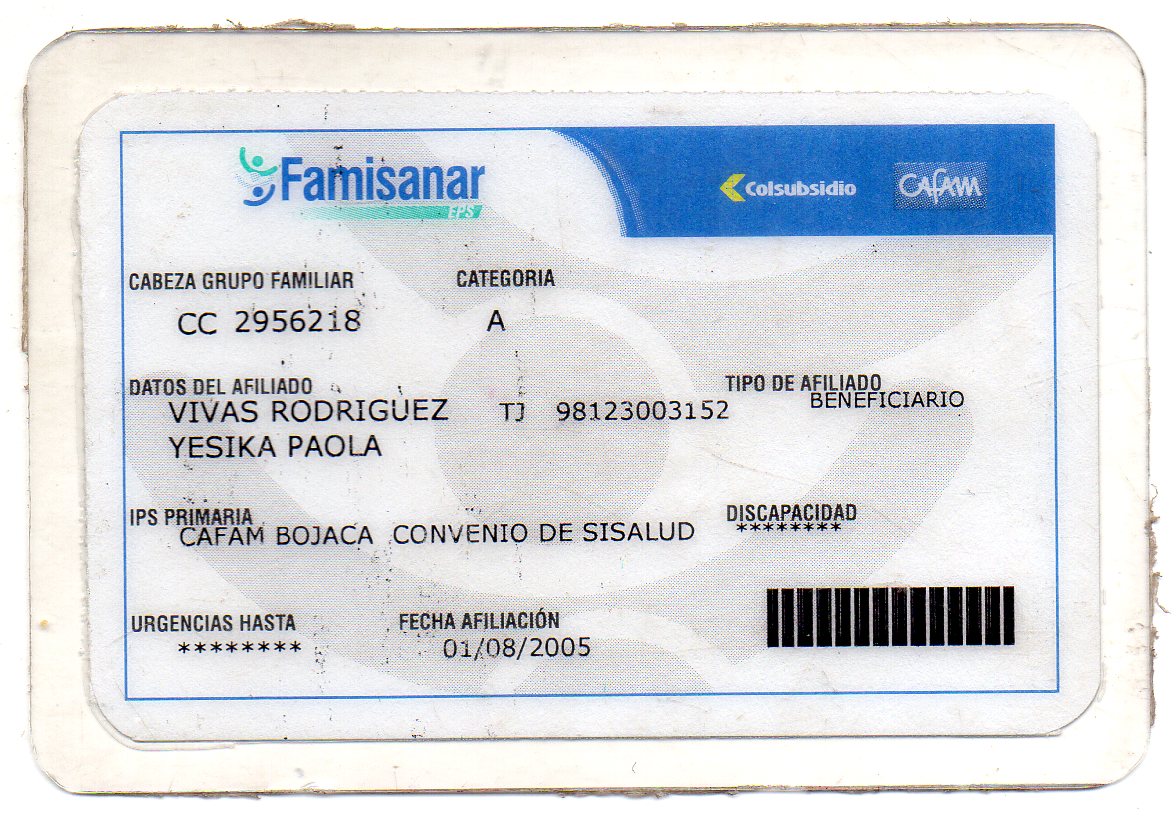 Famisanar
EPS
Colsubsidio
CAFAM
CABEZA GRUPO FAMILIAR CATEGORIA
CC 2956218 A
DATOS DEL AFILIADO TIPO DE AFILIADO
VIVAS RODRIGUEZ TJ 98123003152 BENEFICIARIO
YESIKA PAOLA
IPS PRIMARIA DISCAPACIDAD
CAFAM BOJACA CONVENIO DE SISALUD ********
URGENCIAS HASTA FECHA AFILIACIÓN
******** 01/08/2005